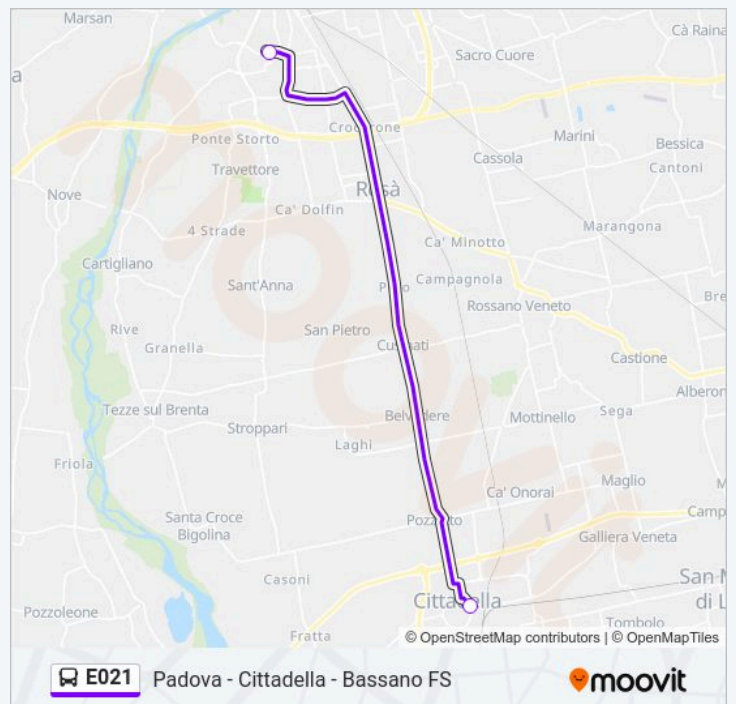 Marsan
Cà Raina
Sacro Cuore
a
Crocerone
Ponte Storto
Marini
Bessica
Travettore
Cassola
Cantoni
Nove
Rosà
Ca' Dolfin
4 Strade
Marangona
Ca' Minotto
Cartigliano
Sant'Anna
Campagnola
Bre
Rossano Veneto
Rive
San Pietro
Granella
Cusinati
Castione
Alberon
Tezze sul Brenta
Belvedere
Mottinello
Sega
Stroppari
Laghi
Friola
Maglio
Ca' Onorai
Camp
Santa Croce
Bigolina
Galliera Veneta
Casoni
San M
di L
Cittadella
Pozzoleone
Fratta
Tombolo
© OpenStreetMap contributors | © OpenMapTiles
E021 Padova - Cittadella - Bassano FS
moovit